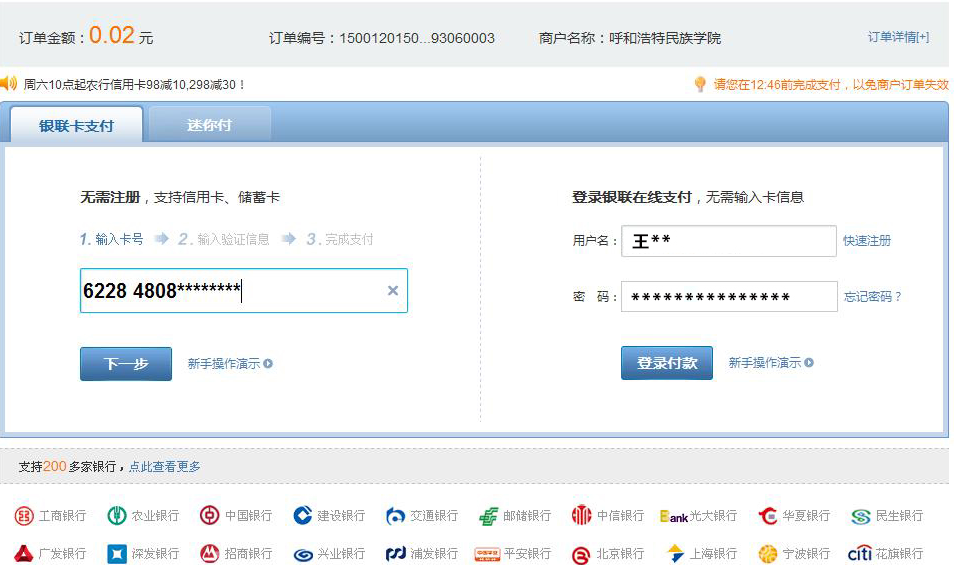 订单金额：0.02 元 订单编号：1500120150...93060003 商户名称：呼和浩特民族学院 订单详情[+]
周六10点起农行信用卡98减10,298减30！ 请您在12:46前完成支付，以免商户订单失效
银联卡支付 迷你付
无需注册，支持信用卡、储蓄卡
1. 输入卡号 2. 输入验证信息 3. 完成支付
6228 4808******** ×
下一步 新手操作演示
登录银联在线支付，无需输入卡信息
用户名： 王** 快速注册
密 码： *************** 忘记密码？
登录付款 新手操作演示
支持200多家银行，点此查看更多
工商银行 农业银行 中国银行 建设银行 交通银行 邮储银行 中信银行 Bank光大银行 华夏银行 民生银行
广发银行 深发银行 招商银行 兴业银行 浦发银行 平安银行 北京银行 上海银行 宁波银行 citi 花旗银行